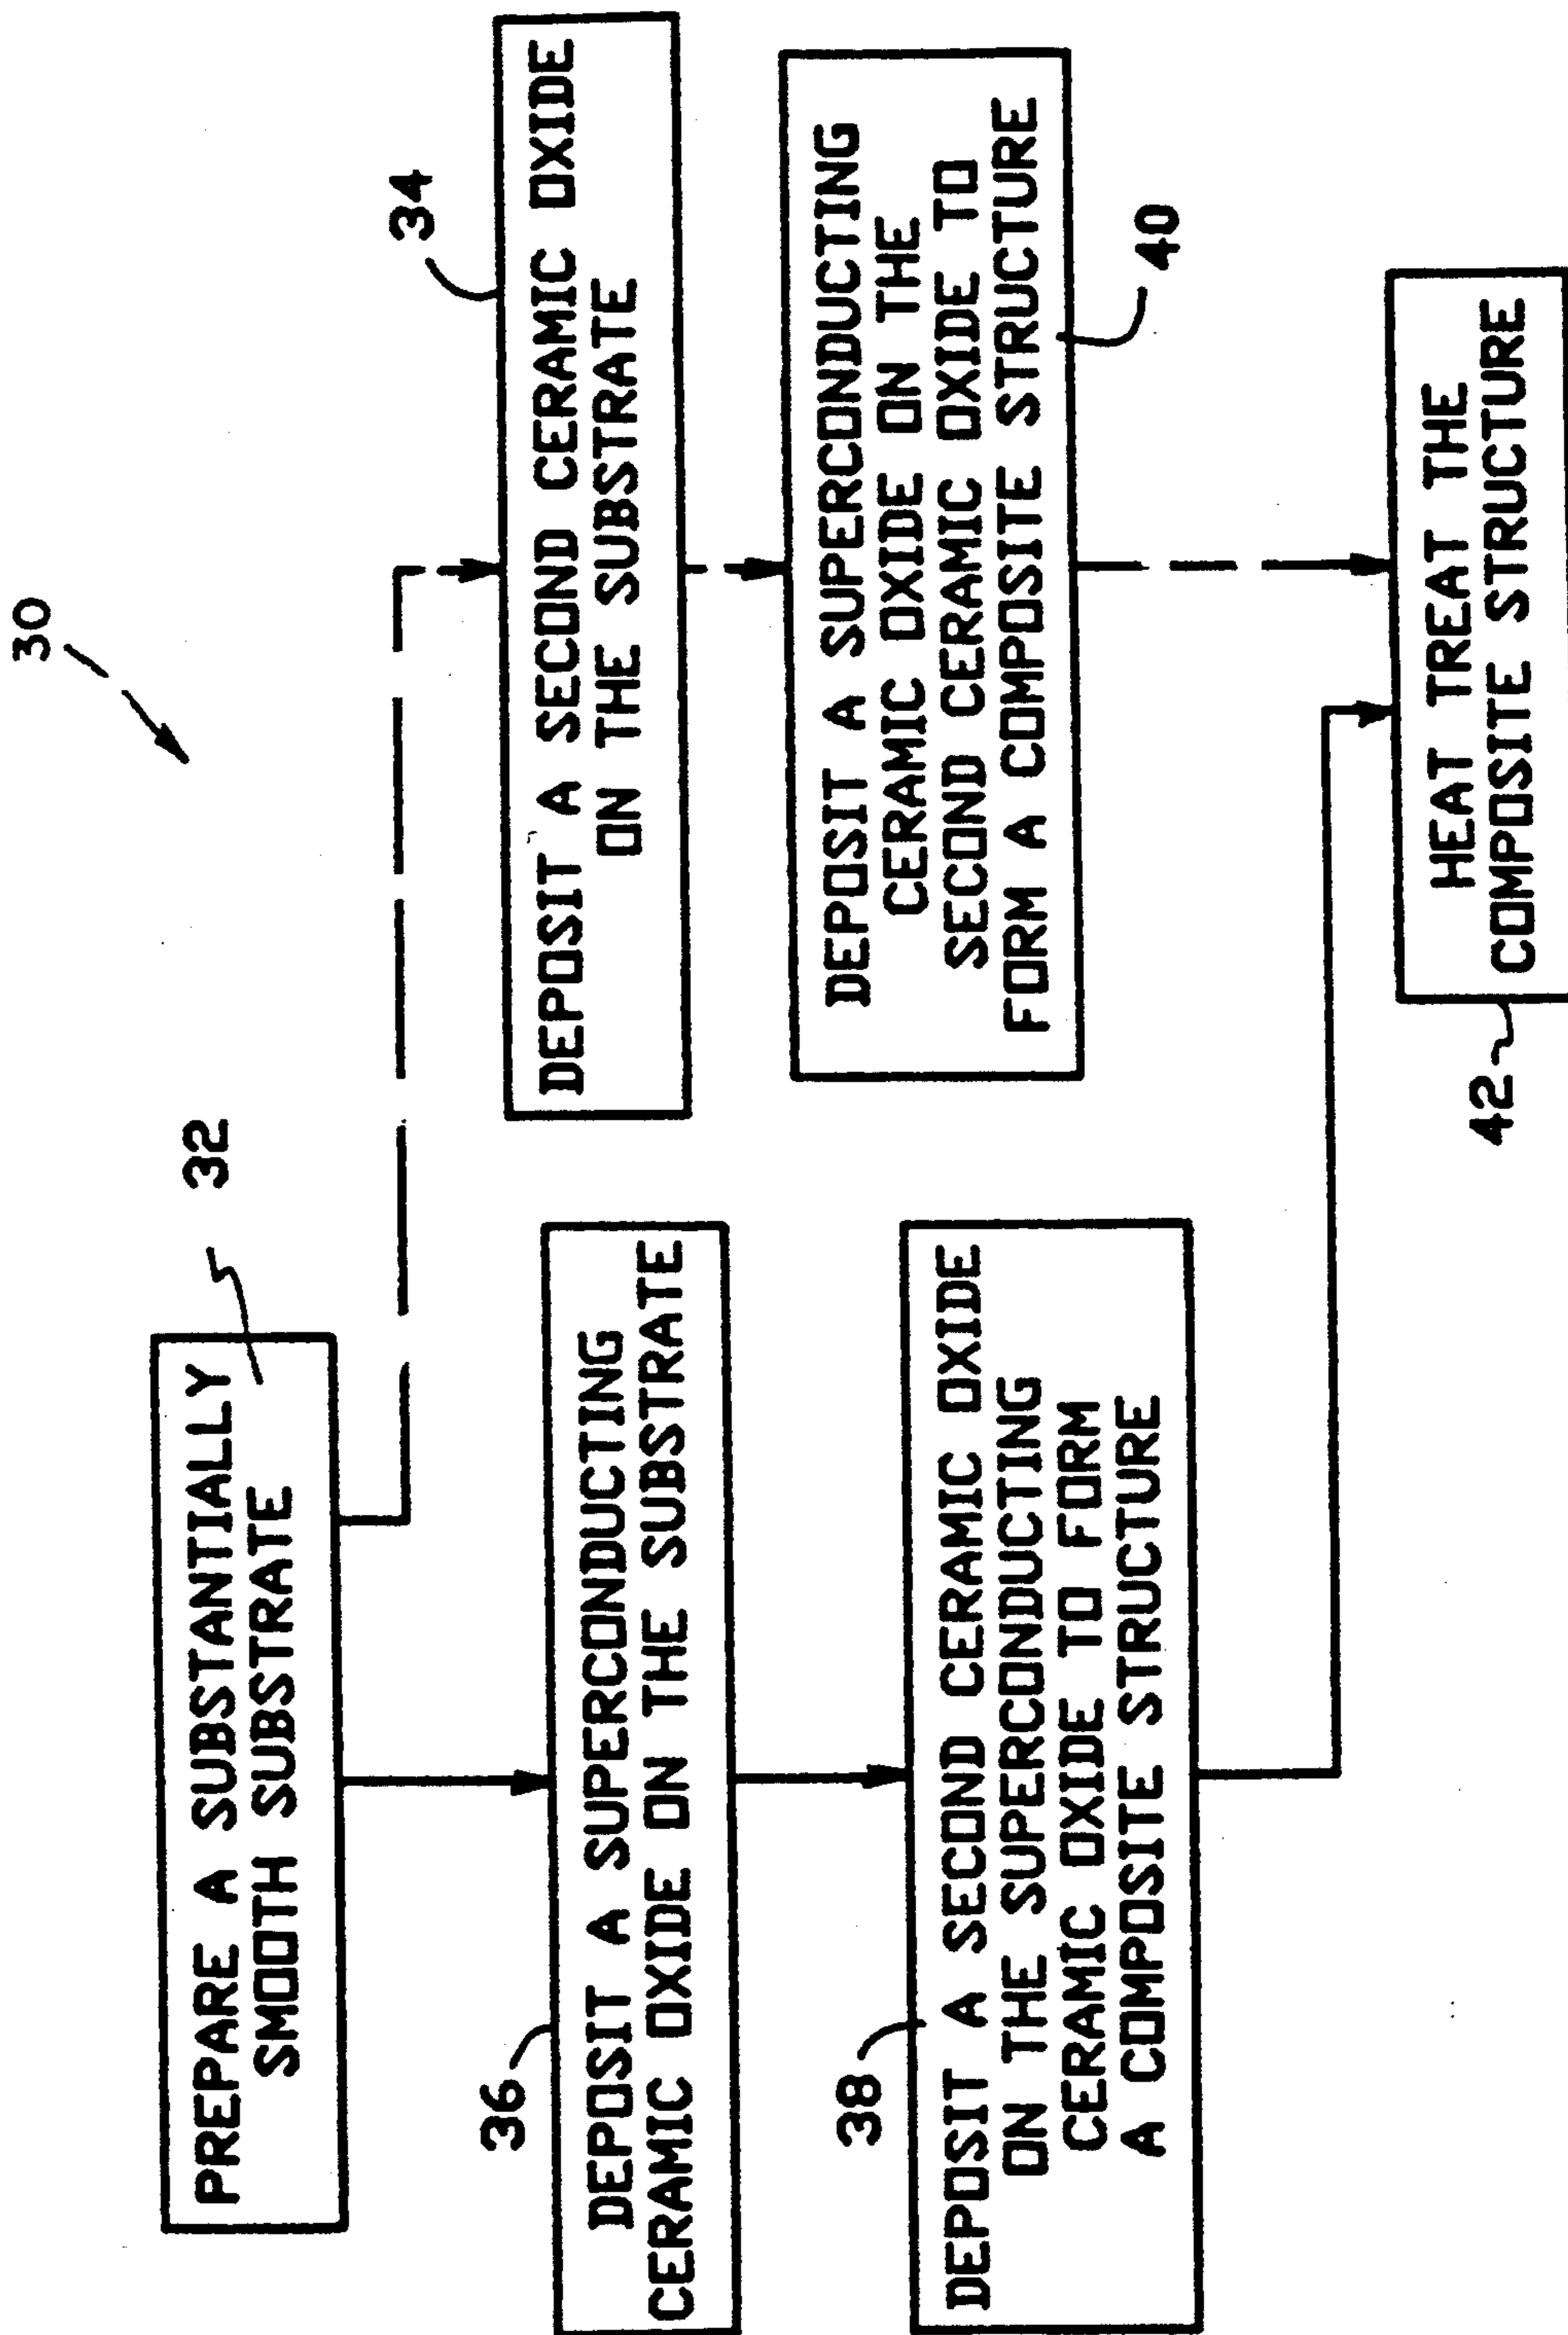 30
32
PREPARE A SUBSTANTIALLY
SMOOTH SUBSTRATE
34
DEPOSIT A SECOND CERAMIC OXIDE
ON THE SUBSTRATE
36
DEPOSIT A SUPERCONDUCTING
CERAMIC OXIDE ON THE SUBSTRATE
DEPOSIT A SUPERCONDUCTING
CERAMIC OXIDE ON THE
SECOND CERAMIC OXIDE TO
FORM A COMPOSITE STRUCTURE
40
38
DEPOSIT A SECOND CERAMIC OXIDE
ON THE SUPERCONDUCTING
CERAMIC OXIDE TO FORM
A COMPOSITE STRUCTURE
42
HEAT TREAT THE
COMPOSITE STRUCTURE